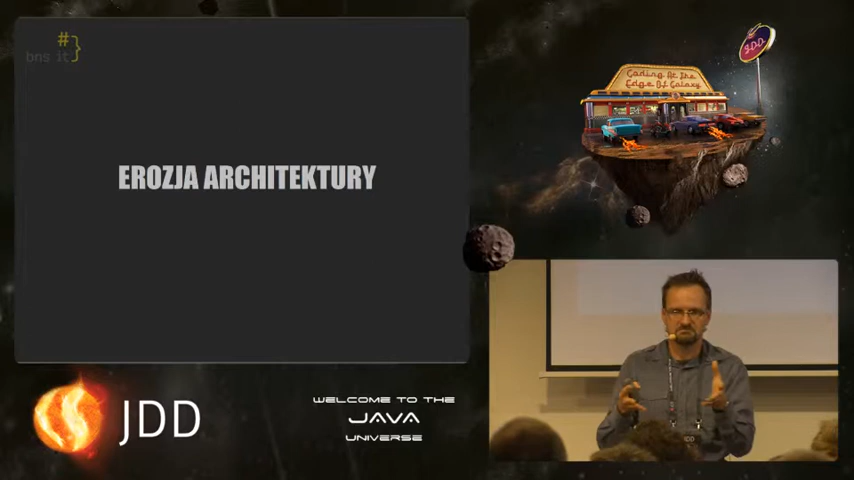 #}
bns it
EROZJA ARCHITEKTURY
Coding At The
Edge Of Galaxy
J.D.D.
JDD
WELCOME TO THE
JAVA
UNIVERSE
JDD